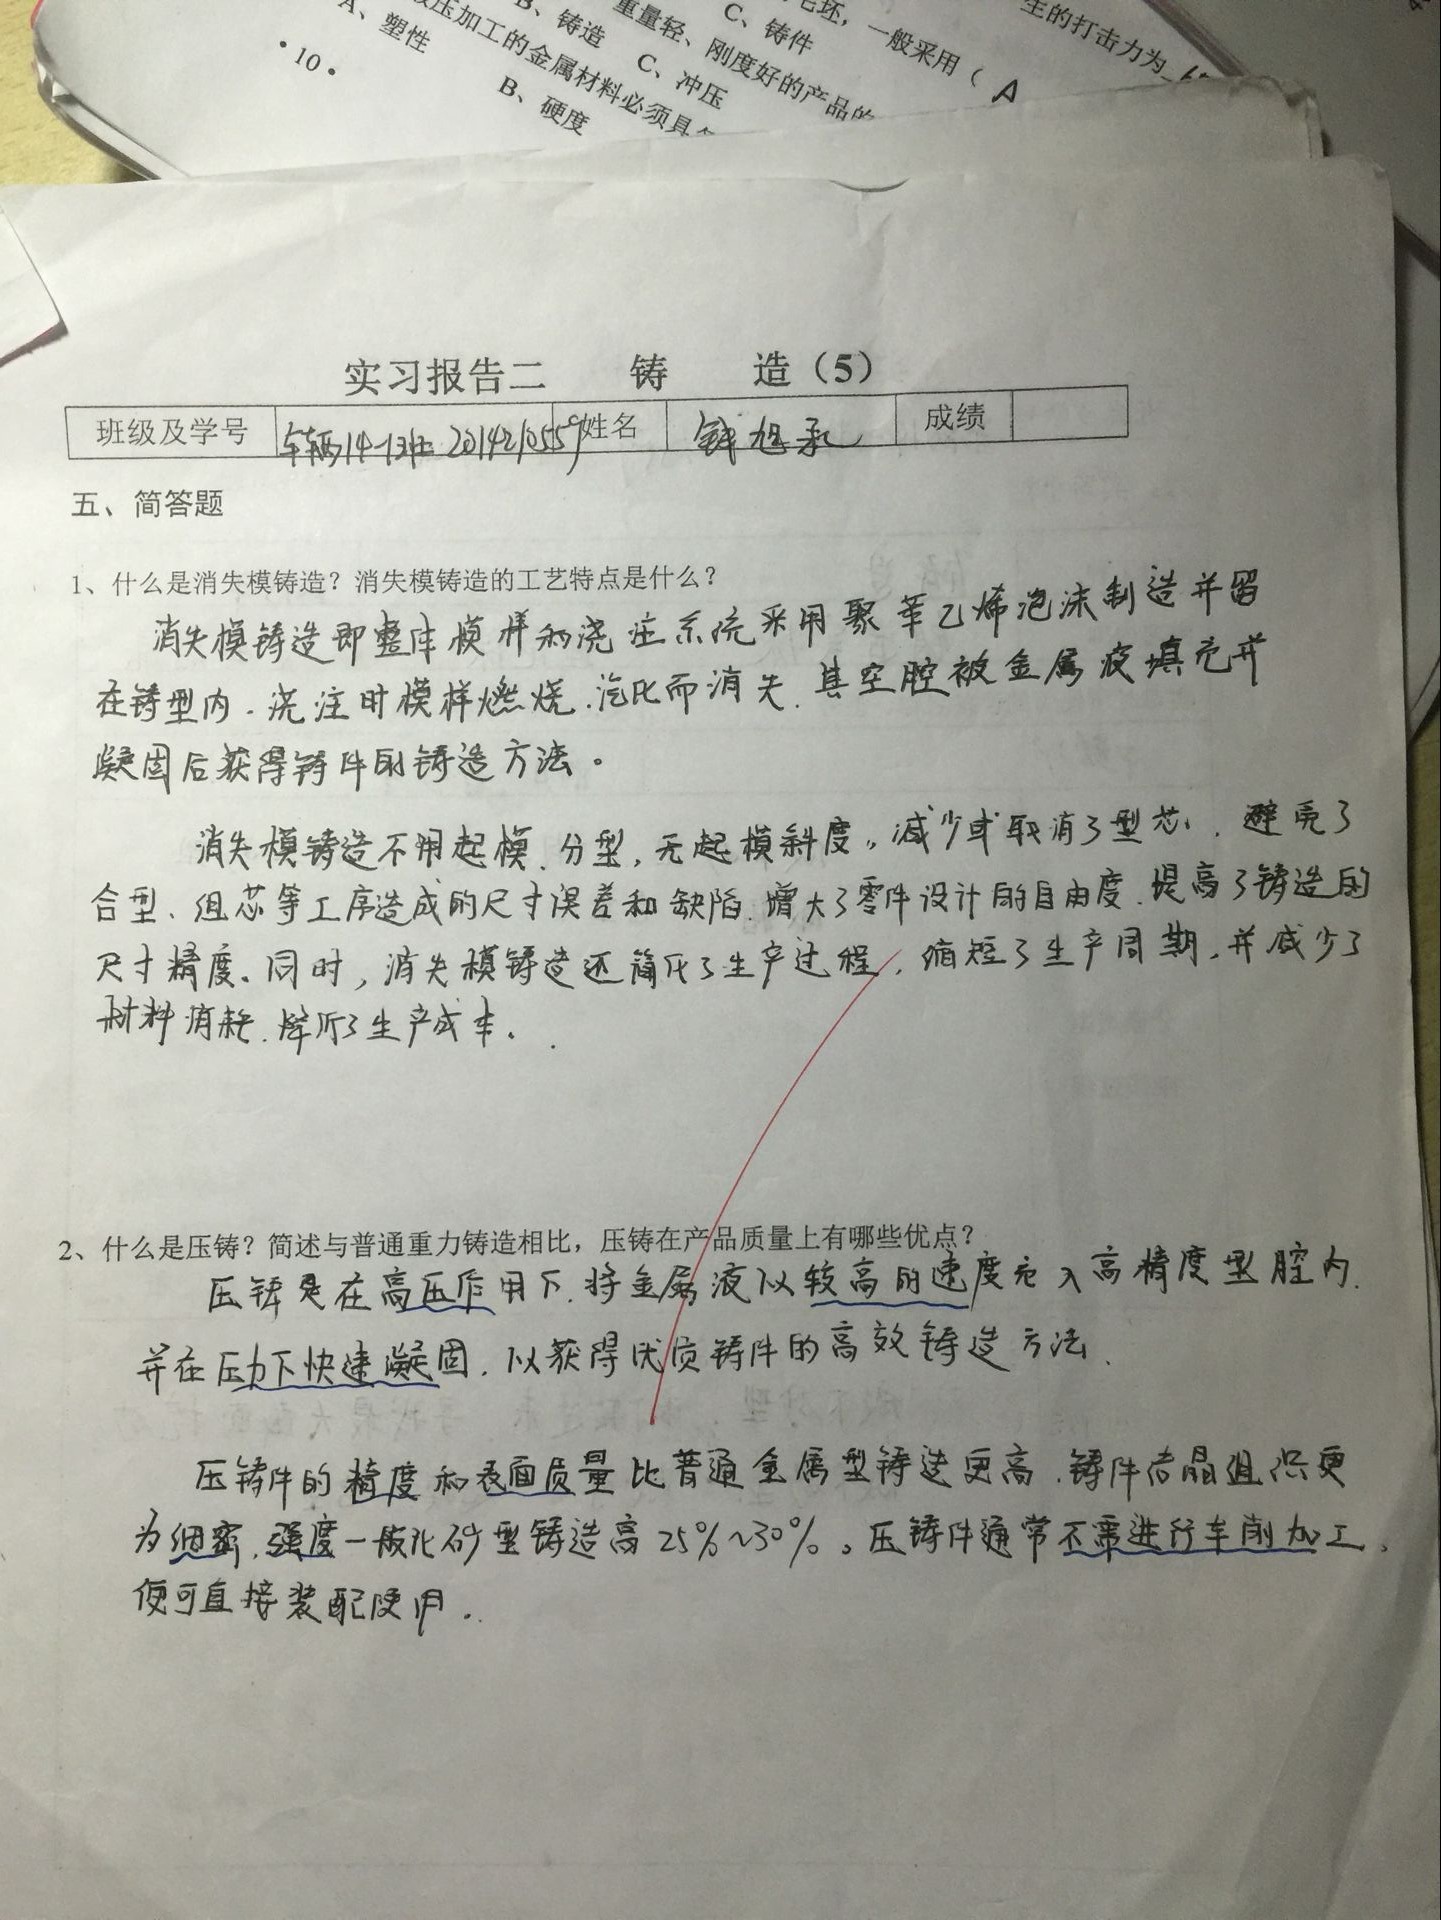 生的打击力为
毛坯，一般采用（ A
C、铸件
重量轻、刚度好的产品的
B、铸造 C、冲压
压加工的金属材料必须具
A、塑性
B、硬度
10
实习报告二 铸 造（5）
班级及学号 车辆14-1班 2014210559 姓名 旭承 成绩
五、简答题
1、什么是消失模铸造？消失模铸造的工艺特点是什么？
消失模铸造即整体模样和浇注系统采用聚苯乙烯泡沫制造并留
在铸型内．浇注时模样燃烧．汽化而消失．其空腔被金属液填充并
凝固后获得铸件的铸造方法。
消失模铸造不用起模、分型，无起模斜度，减少或取消了型芯，避免了
合型、组芯等工序造成的尺寸误差和缺陷．增大了零件设计的自由度．提高了铸造的
尺寸精度。同时，消失模铸造还简化了生产过程，缩短了生产周期，并减少了
材料消耗．降低了生产成本．
2、什么是压铸？简述与普通重力铸造相比，压铸在产品质量上有哪些优点？
压铸是在高压作用下．将金属液以较高的速度充入高精度型腔内．
并在压力下快速凝固．以获得优质铸件的高效铸造方法．
压铸件的精度和表面质量比普通金属型铸造更高．铸件结晶组织更
为细密．强度一般比砂型铸造高25%~30%。压铸件通常不需进行车削加工．
便可直接装配使用．